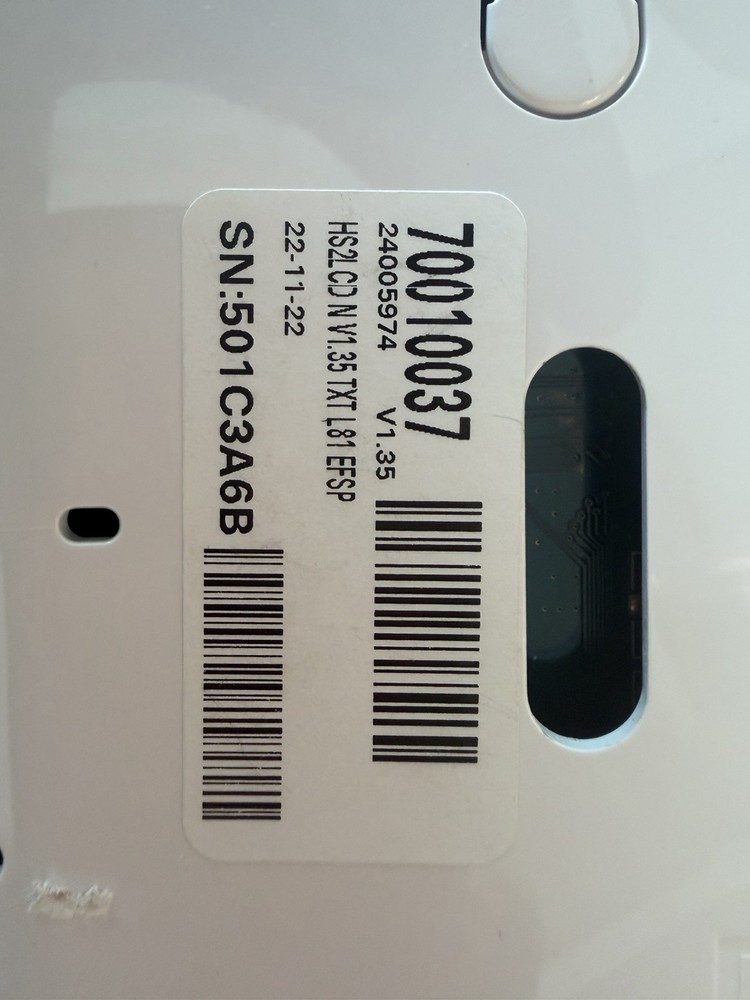 70010037
24005974 V1.35
HS2LCD N V1.35 TXT L81 EFSP
22-11-22
SN:501C3A6B